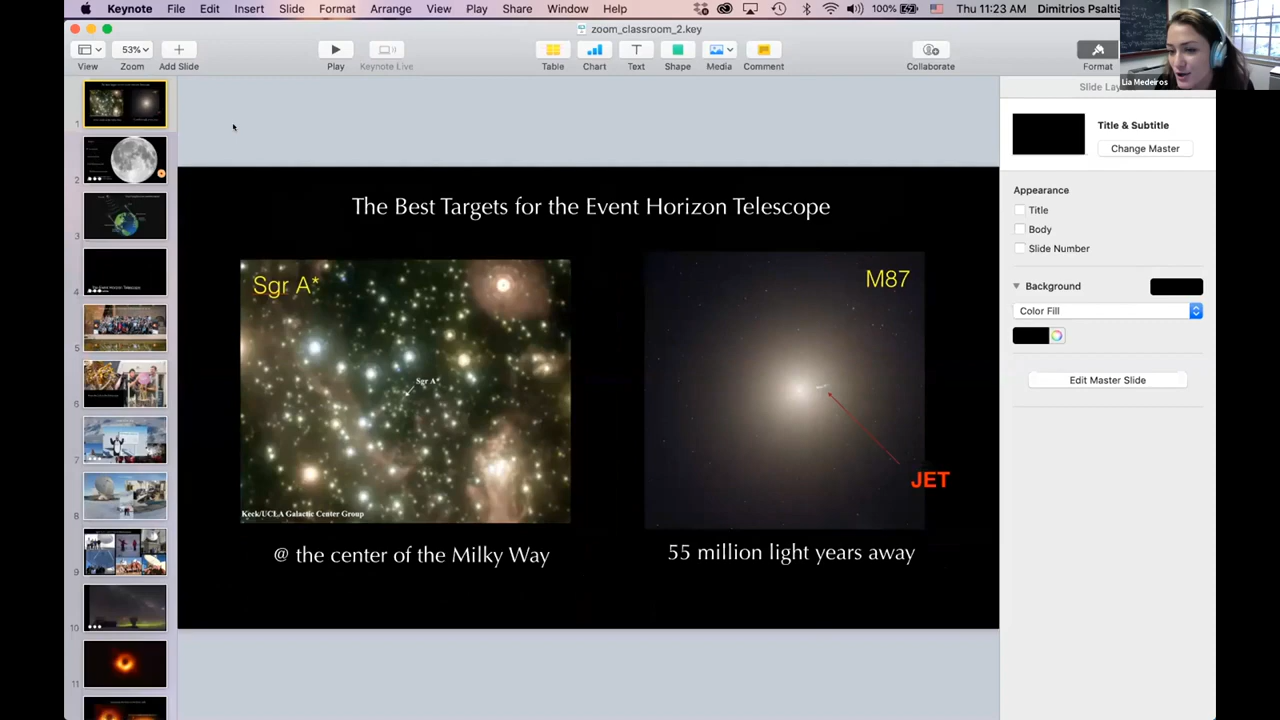 Keynote File Edit Insert Slide Format Arrange View Play Share Window Help 100% Thu 11:23 AM Dimitrios Psaltis
zoom_classroom_2.key
53%
View Zoom Add Slide Play Keynote Live Table Chart Text Shape Media Comment Collaborate Format
Lia Medeiros
Slide Layo
Title & Subtitle
Change Master
Appearance
Title
Body
Slide Number
Background
Color Fill
Edit Master Slide
1
2
3
4
5
6
7
8
9
10
11
The Best Targets for the Event Horizon Telescope
Sgr A*
M87
Sgr A*
JET
Keck/UCLA Galactic Center Group
@ the center of the Milky Way
55 million light years away